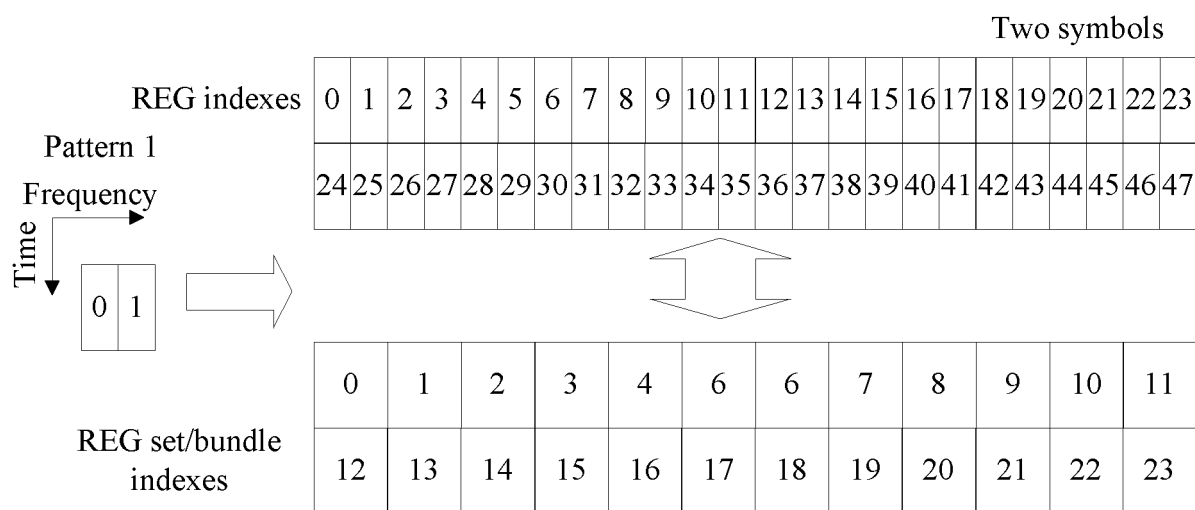 Two symbols
REG indexes 0 1 2 3 4 5 6 7 8 9 10 11 12 13 14 15 16 17 18 19 20 21 22 23
Pattern 1
24 25 26 27 28 29 30 31 32 33 34 35 36 37 38 39 40 41 42 43 44 45 46 47
Frequency
Time
0 1
0 1 2 3 4 6 6 7 8 9 10 11
REG set/bundle
indexes
12 13 14 15 16 17 18 19 20 21 22 23